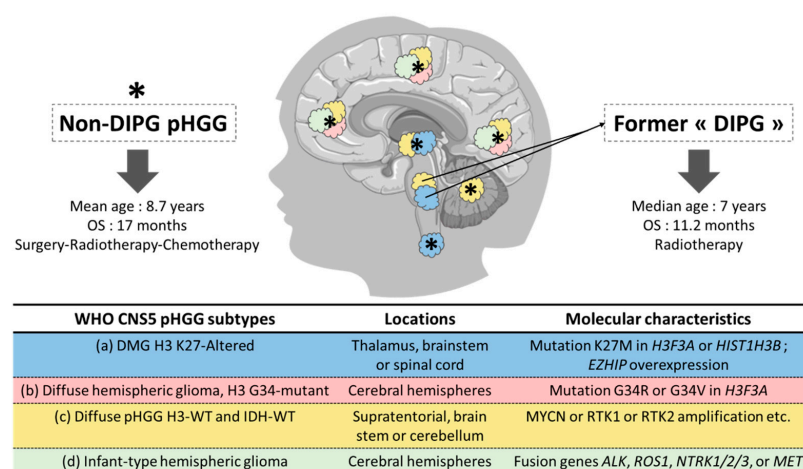 *
Non-DIPG pHGG
Mean age : 8.7 years
OS : 17 months
Surgery-Radiotherapy-Chemotherapy
* * * * * *
Former « DIPG »
Median age : 7 years
OS : 11.2 months
Radiotherapy
WHO CNS5 pHGG subtypes Locations Molecular characteristics
(a) DMG H3 K27-Altered Thalamus, brainstem or spinal cord Mutation K27M in H3F3A or HIST1H3B ; EZHIP overexpression
(b) Diffuse hemispheric glioma, H3 G34-mutant Cerebral hemispheres Mutation G34R or G34V in H3F3A
(c) Diffuse pHGG H3-WT and IDH-WT Supratentorial, brain stem or cerebellum MYCN or RTK1 or RTK2 amplification etc.
(d) Infant-type hemispheric glioma Cerebral hemispheres Fusion genes ALK, ROS1, NTRK1/2/3, or MET